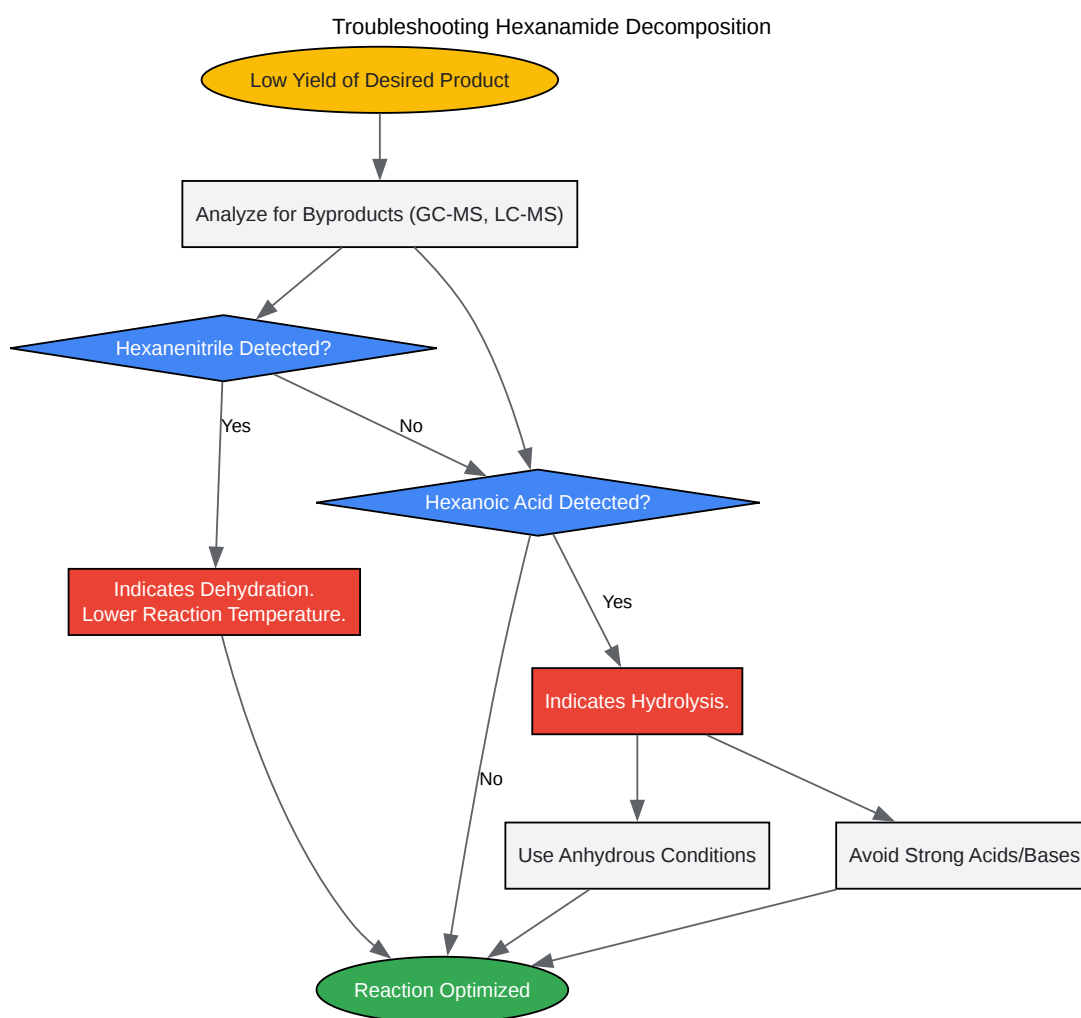 Troubleshooting Hexanamide Decomposition
Low Yield of Desired Product
Analyze for Byproducts (GC-MS, LC-MS)
Hexanenitrile Detected?
Yes
No
Hexanoic Acid Detected?
Indicates Dehydration.
Lower Reaction Temperature.
Yes
Indicates Hydrolysis.
No
Use Anhydrous Conditions
Avoid Strong Acids/Bases
Reaction Optimized